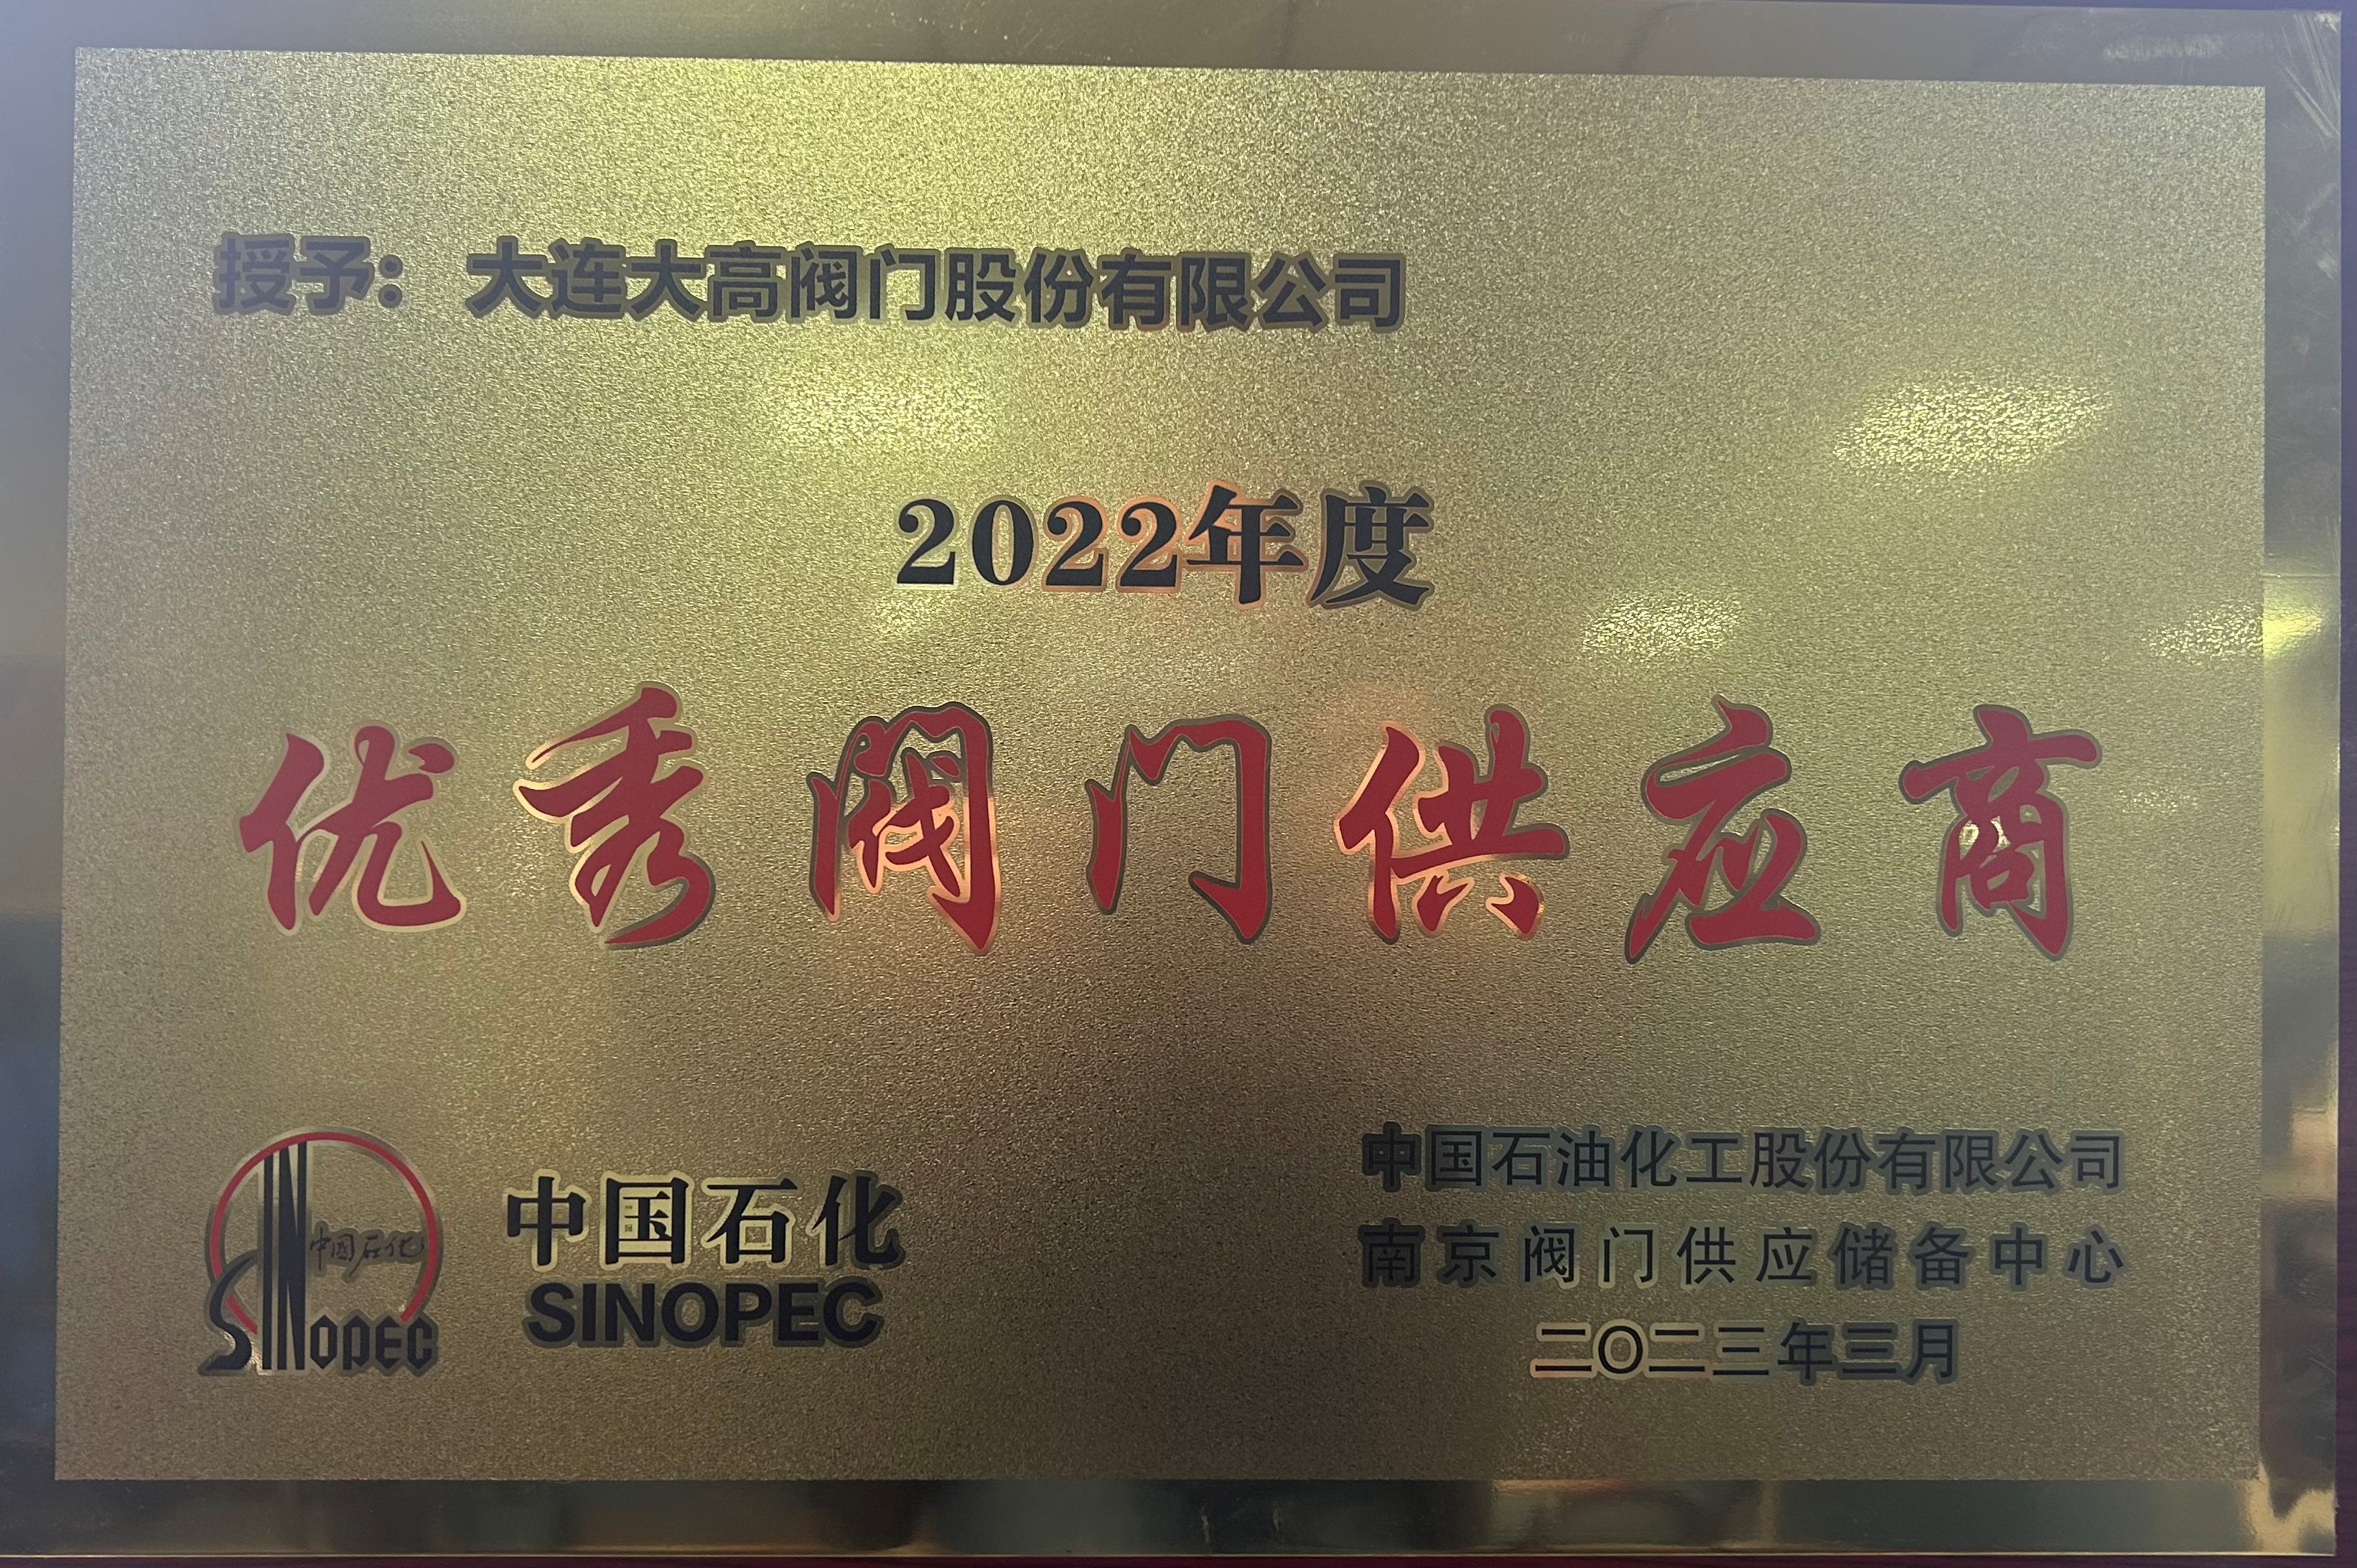 授予： 大连大高阀门股份有限公司
2022年度
优秀阀门供应商
中国石化
SINOPEC
中国石化
SINOPEC
中国石油化工股份有限公司
南京阀门供应储备中心
二〇二三年三月